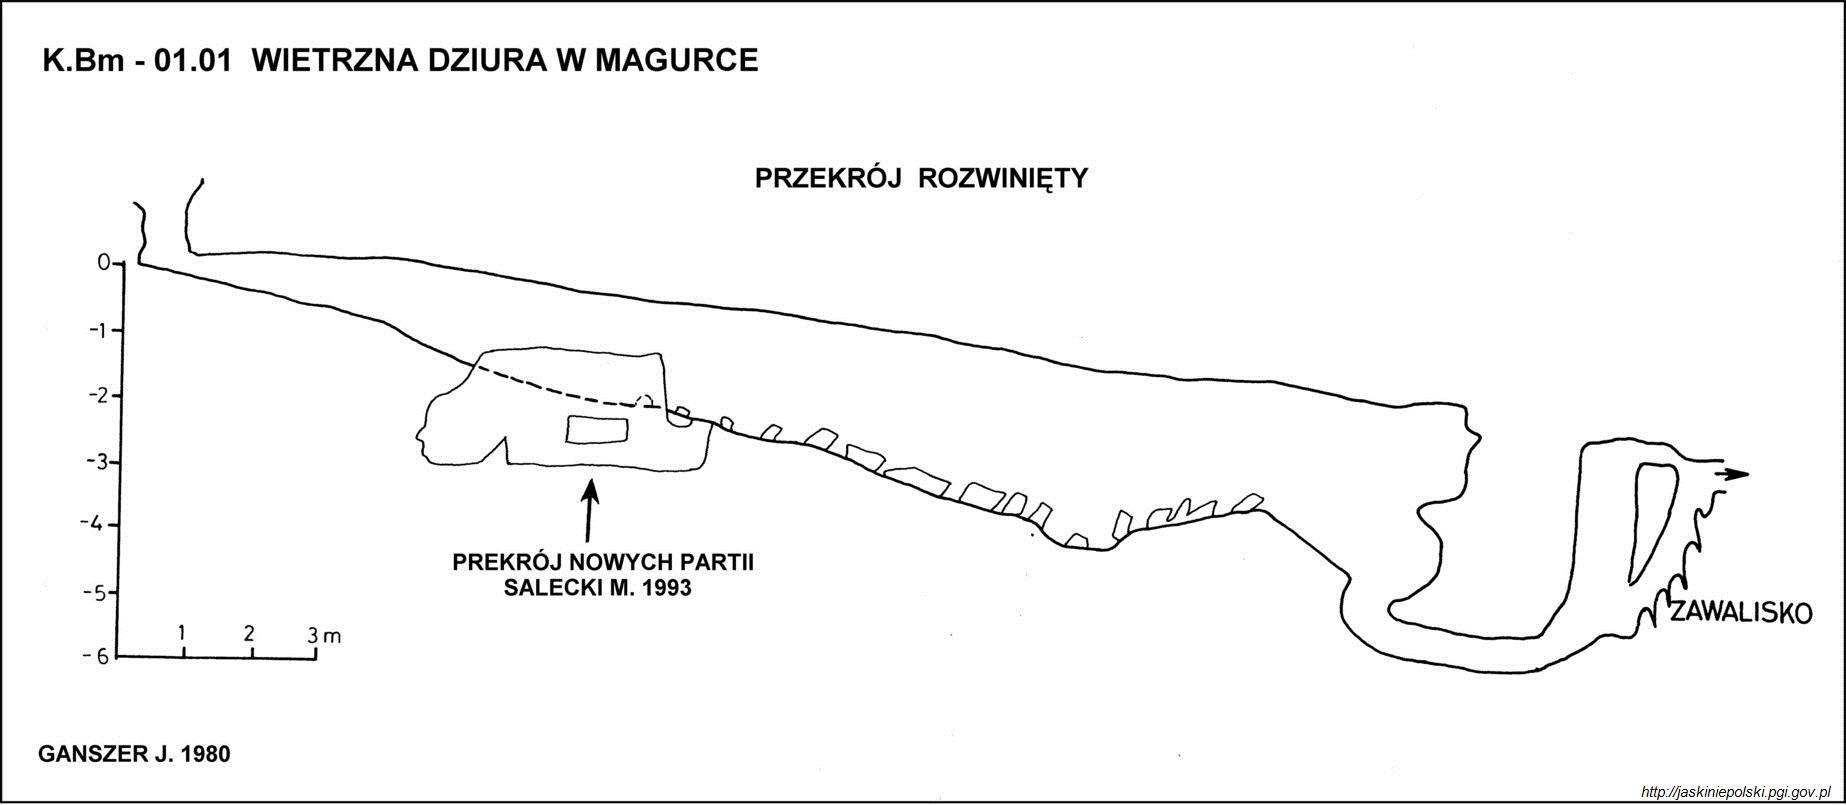 K.Bm - 01.01 WIETRZNA DZIURA W MAGURCE
PRZEKRÓJ ROZWINIĘTY
0
-1
-2
-3
-4
-5
-6
1 2 3 m
PREKRÓJ NOWYCH PARTII
SALECKI M. 1993
ZAWALISKO
GANSZER J. 1980
http://jaskiniepolski.pgi.gov.pl